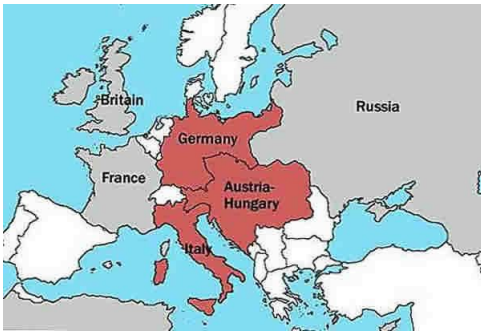 Britain
Russia
Germany
France
Austria-
Hungary
Italy